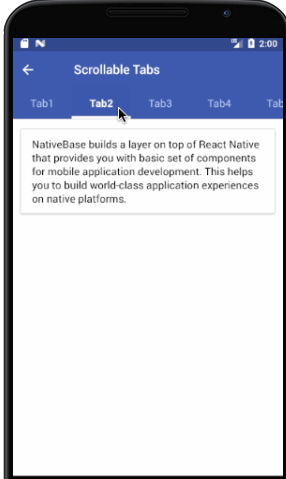 2:00
Scrollable Tabs
Tab1 Tab2 Tab3 Tab4 Tab
NativeBase builds a layer on top of React Native
that provides you with basic set of components
for mobile application development. This helps
you to build world-class application experiences
on native platforms.